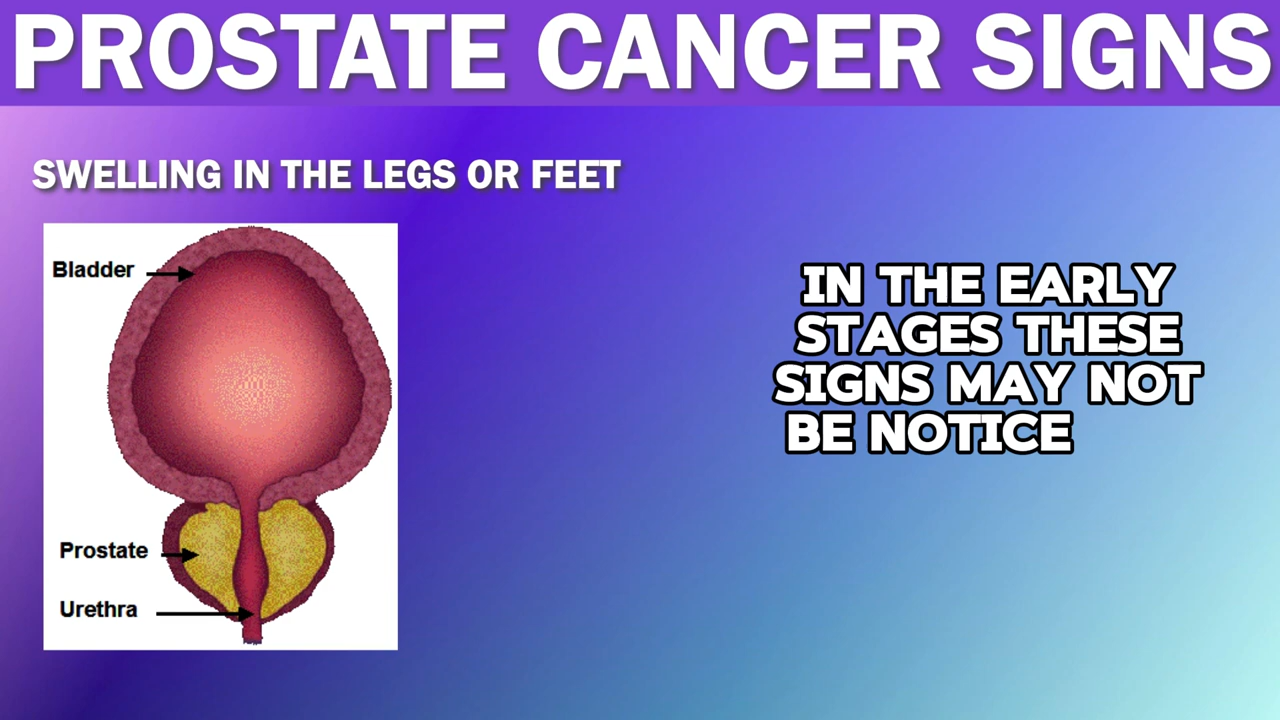 PROSTATE CANCER SIGNS
SWELLING IN THE LEGS OR FEET
Bladder
Prostate
Urethra
IN THE EARLY
STAGES THESE
SIGNS MAY NOT
BE NOTICE